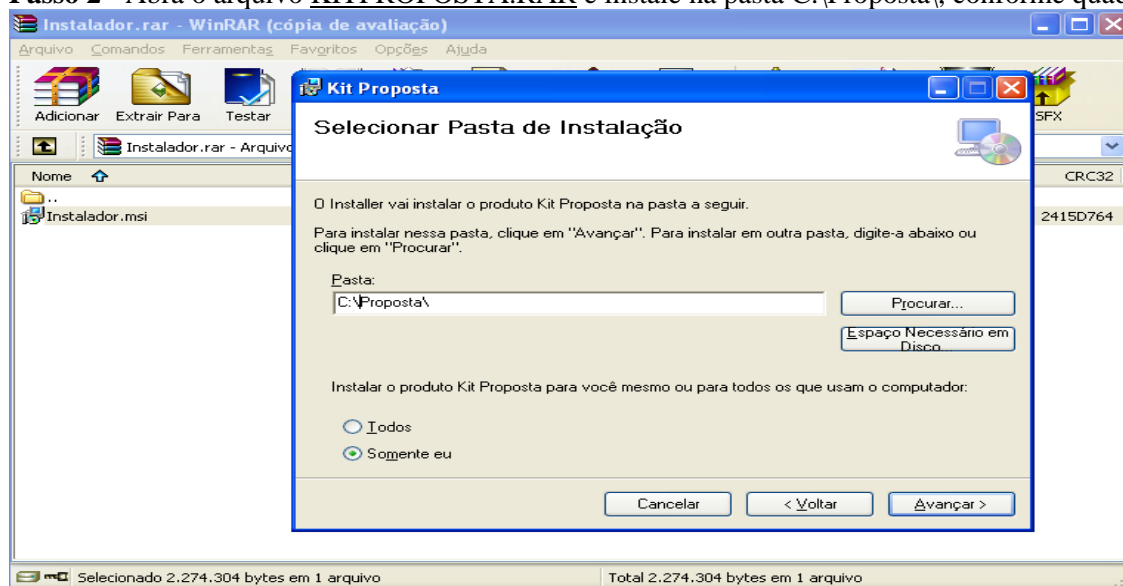 Passo 2 - Abra o arquivo KITPROPOSTA.RAR e instale na pasta C:\Proposta\, conforme
Instalador.rar - WinRAR (cópia de avaliação)
Arquivo Comandos Ferramentas Favoritos Opções Ajuda
Adicionar Extrair Para Testar SFX
Instalador.rar - Arquivo
Nome CRC32
..
Instalador.msi 2415D764
Kit Proposta
Selecionar Pasta de Instalação
O Installer vai instalar o produto Kit Proposta na pasta a seguir.
Para instalar nessa pasta, clique em "Avançar". Para instalar em outra pasta, digite-a abaixo ou
clique em "Procurar".
Pasta:
C:\Proposta\
Procurar...
Espaço Necessário em
Disco...
Instalar o produto Kit Proposta para você mesmo ou para todos os que usam o computador:
Todos
Somente eu
Cancelar < Voltar Avançar >
Selecionado 2.274.304 bytes em 1 arquivo Total 2.274.304 bytes em 1 arquivo